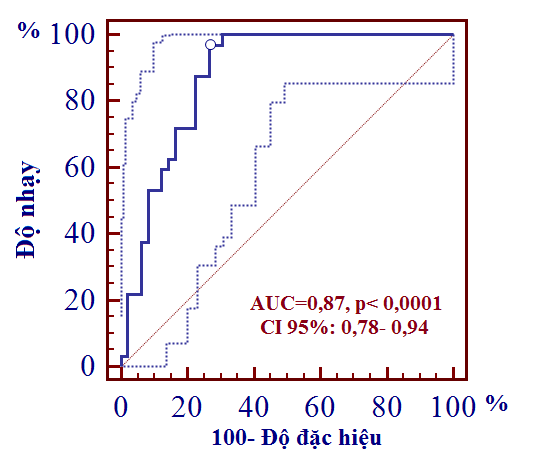 %
100
80
60
40
20
0
Độ nhạy
AUC=0,87, p< 0,0001
CI 95%: 0,78- 0,94
0 20 40 60 80 100 %
100- Độ đặc hiệu